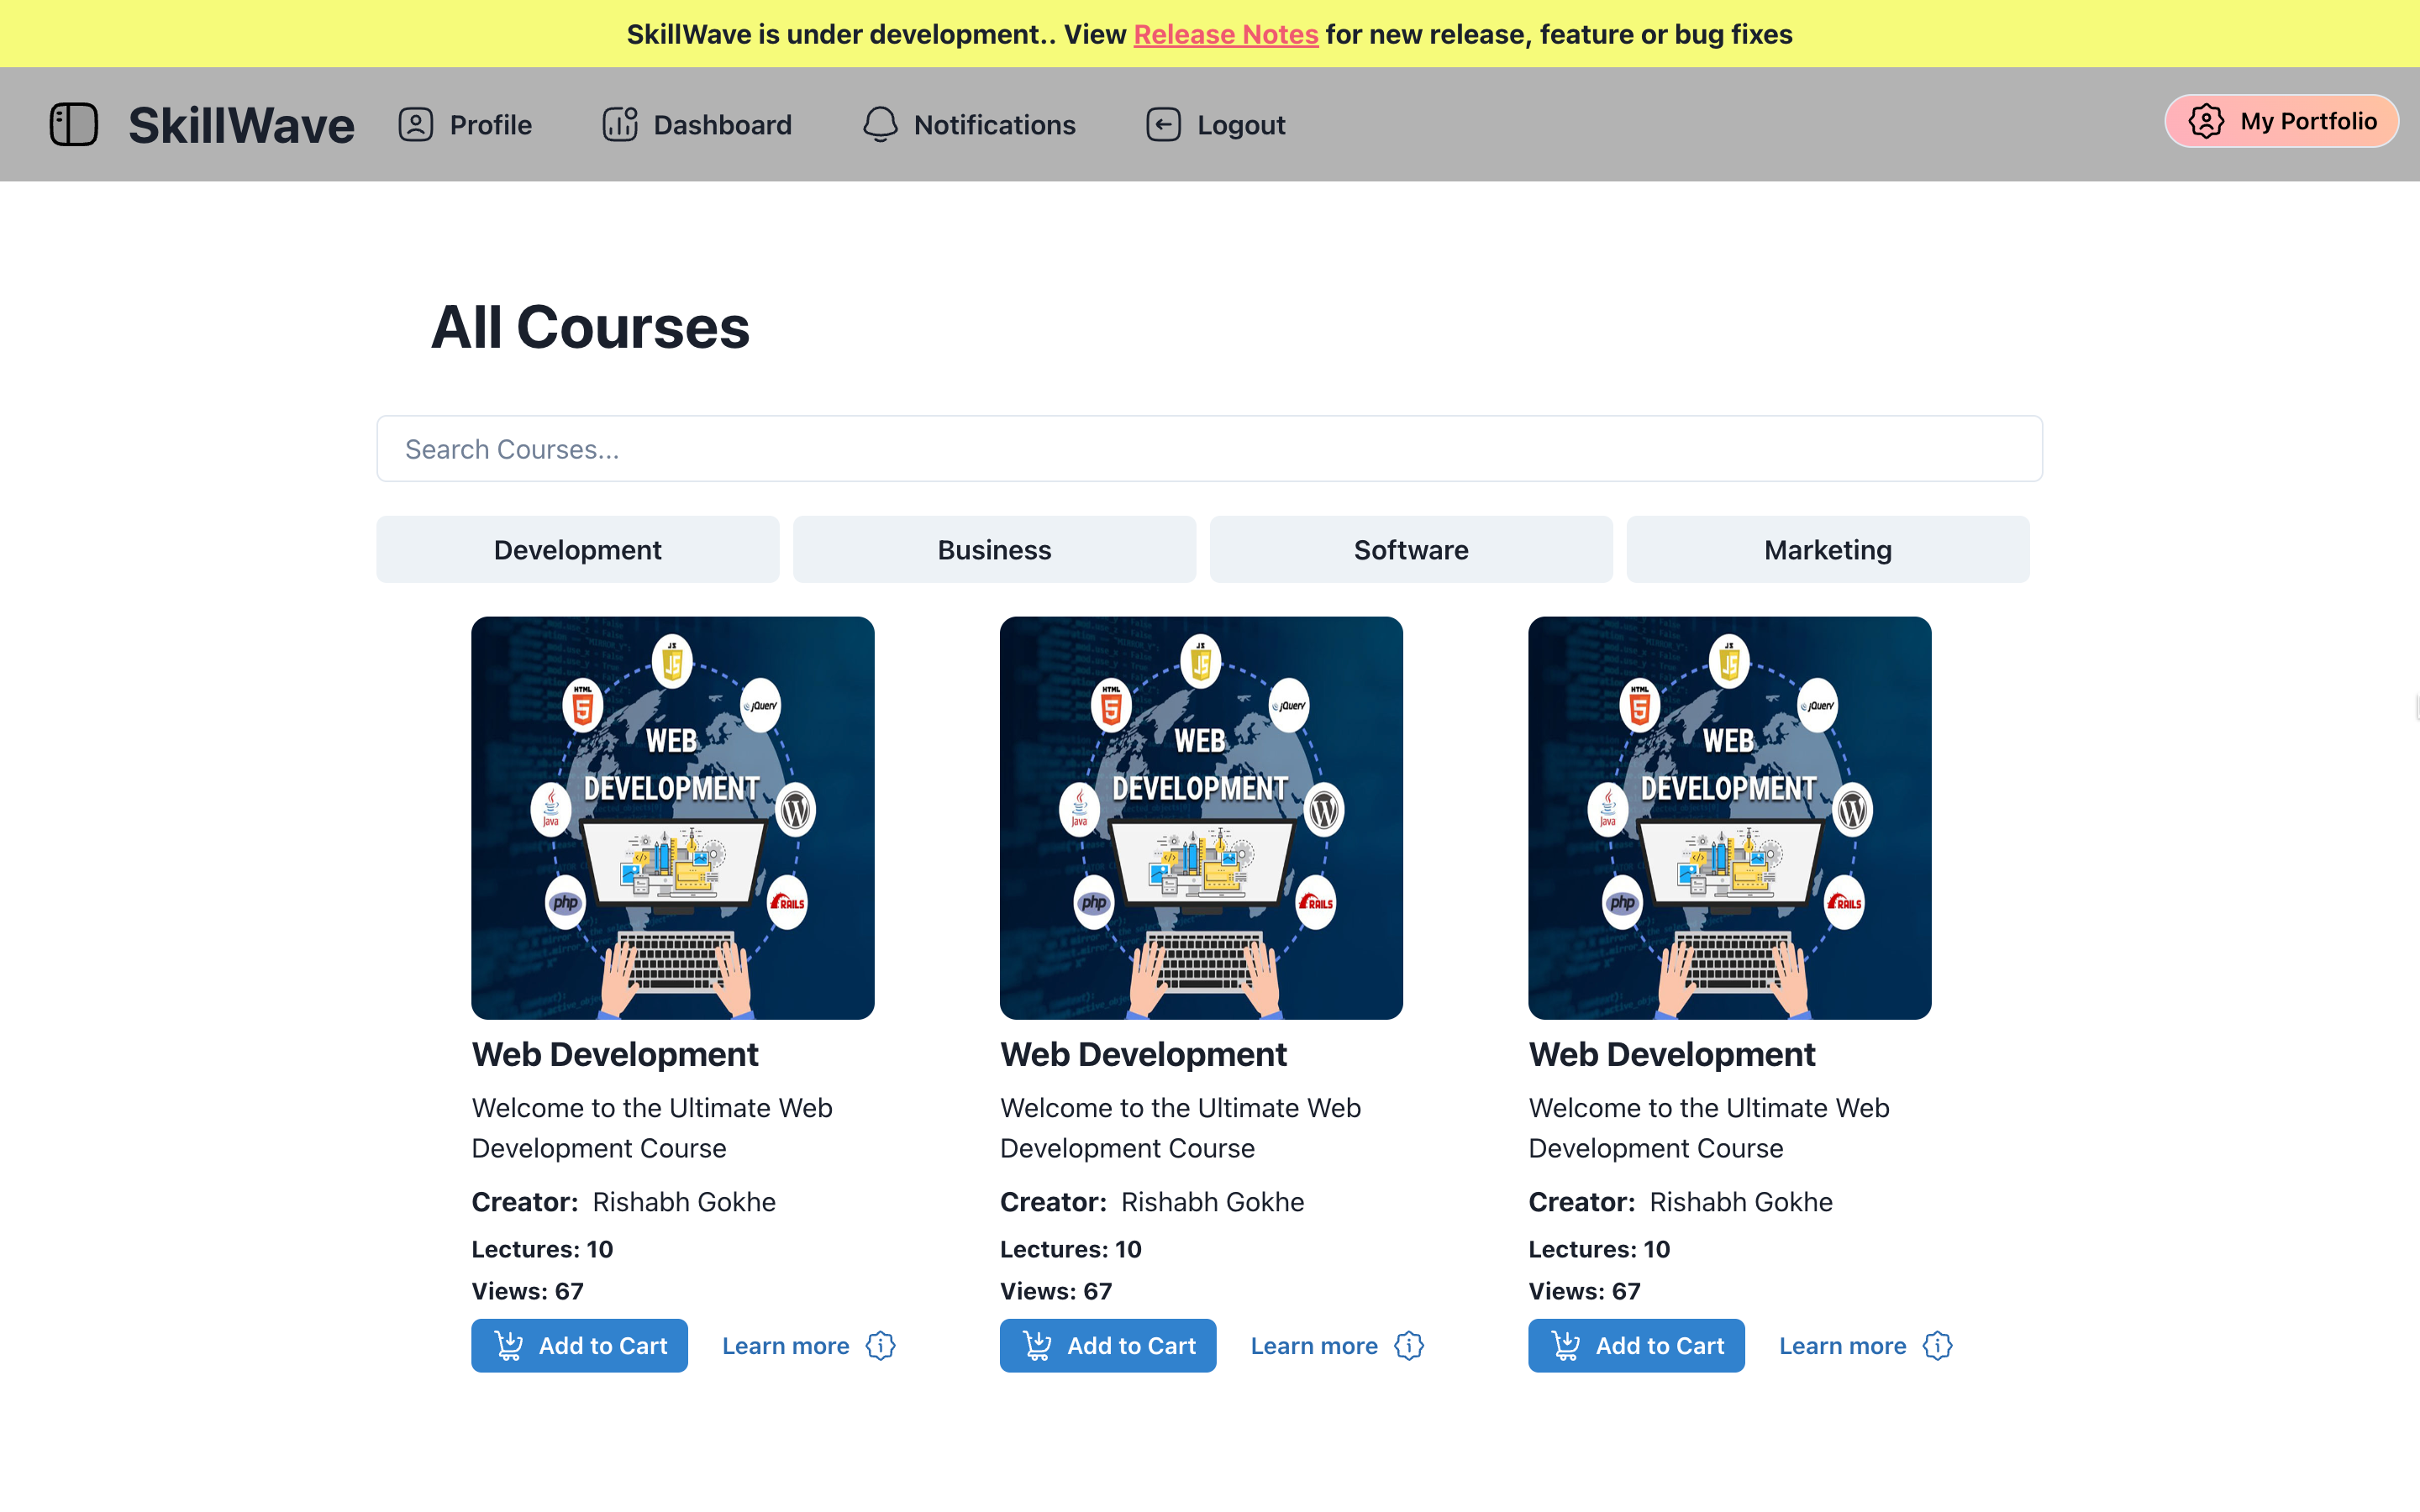 SkillWave is under development.. View Release Notes for new release, feature or bug fixes
SkillWave
Profile
Dashboard
Notifications
Logout
My Portfolio
All Courses
Search Courses...
Development
Business
Software
Marketing
JS
JS
HTML
5
jQuery
WEB
DEVELOPMENT
Java
W
php
RAILS
Web Development
Welcome to the Ultimate Web
Development Course
Creator: Rishabh Gokhe
Lectures: 10
Views: 67
Add to Cart
Learn more
JS
JS
HTML
5
jQuery
WEB
DEVELOPMENT
Java
W
php
RAILS
Web Development
Welcome to the Ultimate Web
Development Course
Creator: Rishabh Gokhe
Lectures: 10
Views: 67
Add to Cart
Learn more
JS
JS
HTML
5
jQuery
WEB
DEVELOPMENT
Java
W
php
RAILS
Web Development
Welcome to the Ultimate Web
Development Course
Creator: Rishabh Gokhe
Lectures: 10
Views: 67
Add to Cart
Learn more